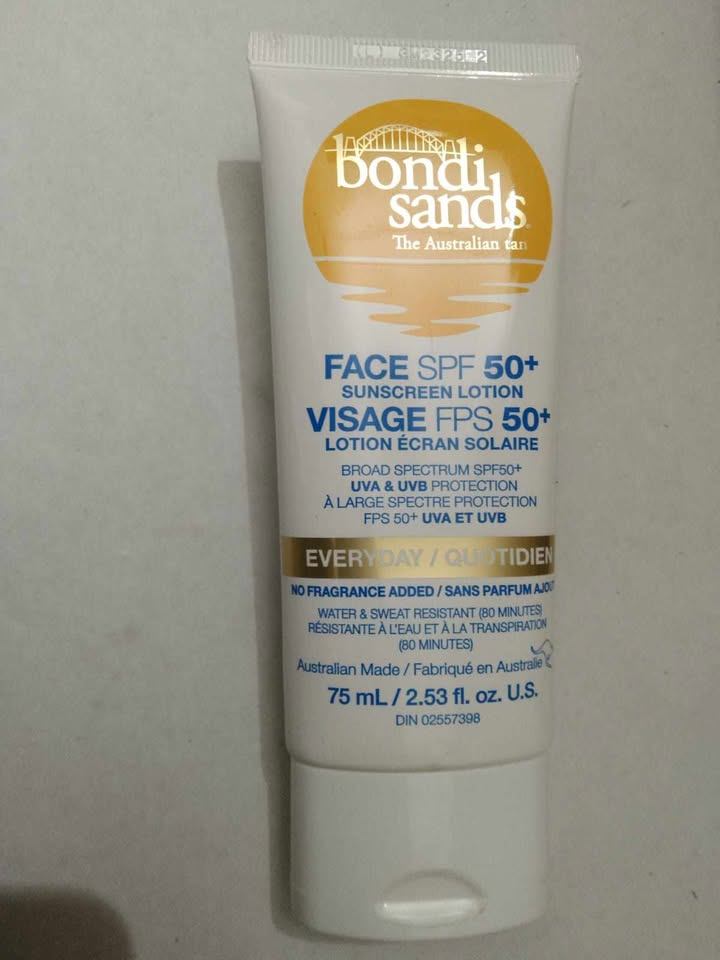 bondi
sands
The Australian tan
FACE SPF 50+
SUNSCREEN LOTION
VISAGE FPS 50+
LOTION ÉCRAN SOLAIRE
BROAD SPECTRUM SPF50+
UVA & UVB PROTECTION
À LARGE SPECTRE PROTECTION
FPS 50+ UVA ET UVB
EVERYDAY / QUOTIDIEN
NO FRAGRANCE ADDED / SANS PARFUM AJOUT
WATER & SWEAT RESISTANT (80 MINUTES)
RÉSISTANTE À L'EAU ET À LA TRANSPIRATION
(80 MINUTES)
Australian Made / Fabriqué en Australie
75 mL / 2.53 fl. oz. U.S.
DIN 02557398